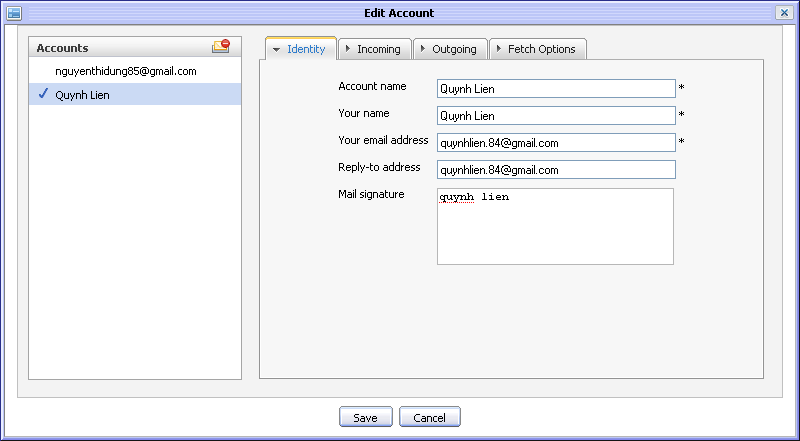 Edit Account
Accounts
nguyenthidung85@gmail.com
Quynh Lien
Identity
Incoming
Outgoing
Fetch Options
Account name Quynh Lien *
Your name Quynh Lien *
Your email address quynhlien.84@gmail.com *
Reply-to address quynhlien.84@gmail.com
Mail signature quynh lien
Save
Cancel